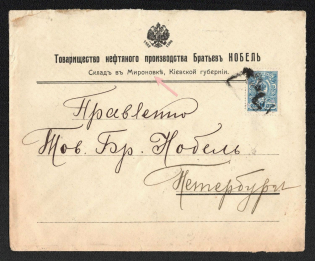 Товарищество нефтяного производства Братьевъ НОБЕЛЬ
Складъ въ Мироновкѣ, Кіевской губерніи.
Правленію
Тов. Бр. Нобель
Петербургъ